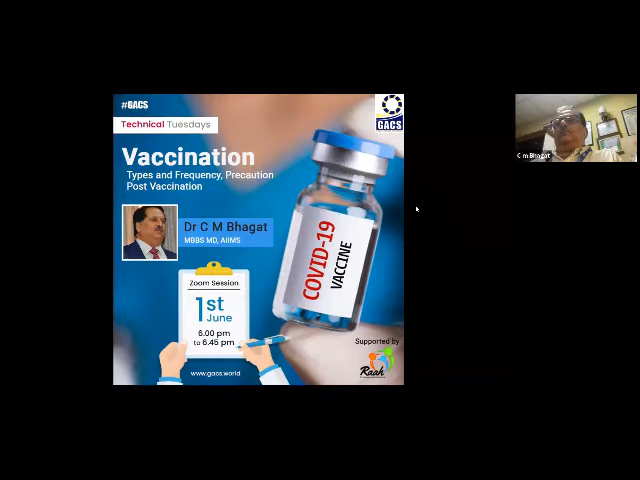 #GACS
Technical Tuesdays
GACS
Vaccination
Types and Frequency, Precaution
Post Vaccination
Dr C M Bhagat
MBBS MD, AIIMS
COVID-19
VACCINE
Zoom Session
1st
June
6.00 pm
to 6.45 pm
www.gacs.world
Supported by
Raah
C m Bhagat